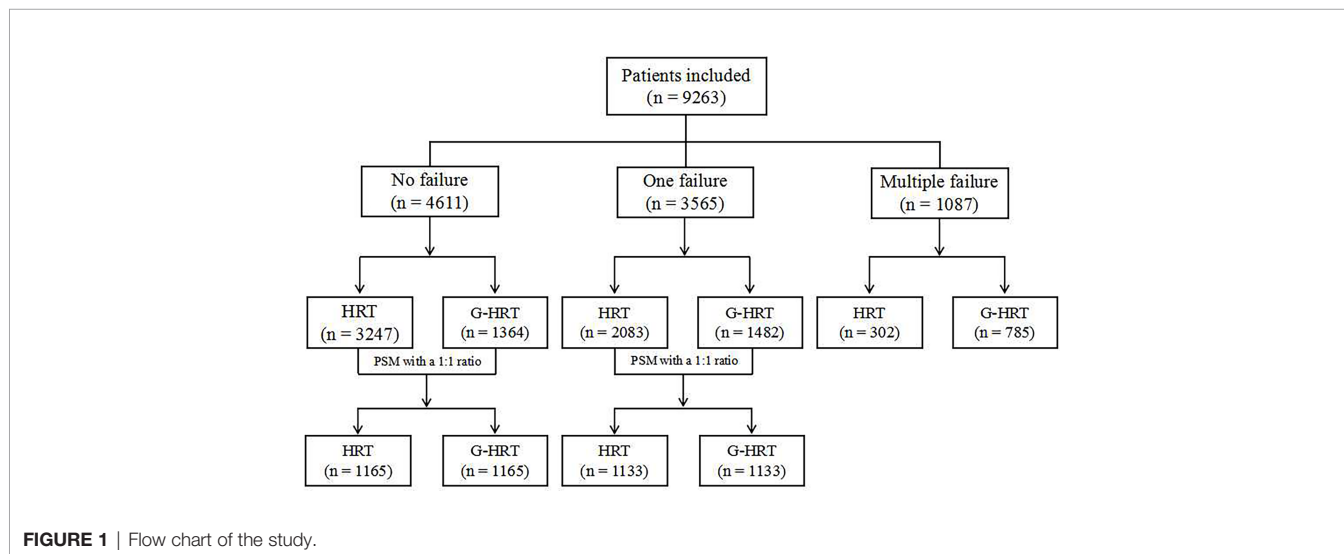 Patients included
(n = 9263)
No failure
(n = 4611)
One failure
(n = 3565)
Multiple failure
(n = 1087)
HRT
(n = 3247)
G-HRT
(n = 1364)
HRT
(n = 2083)
G-HRT
(n = 1482)
HRT
(n = 302)
G-HRT
(n = 785)
PSM with a 1:1 ratio
PSM with a 1:1 ratio
HRT
(n = 1165)
G-HRT
(n = 1165)
HRT
(n = 1133)
G-HRT
(n = 1133)
FIGURE 1 | Flow chart of the study.